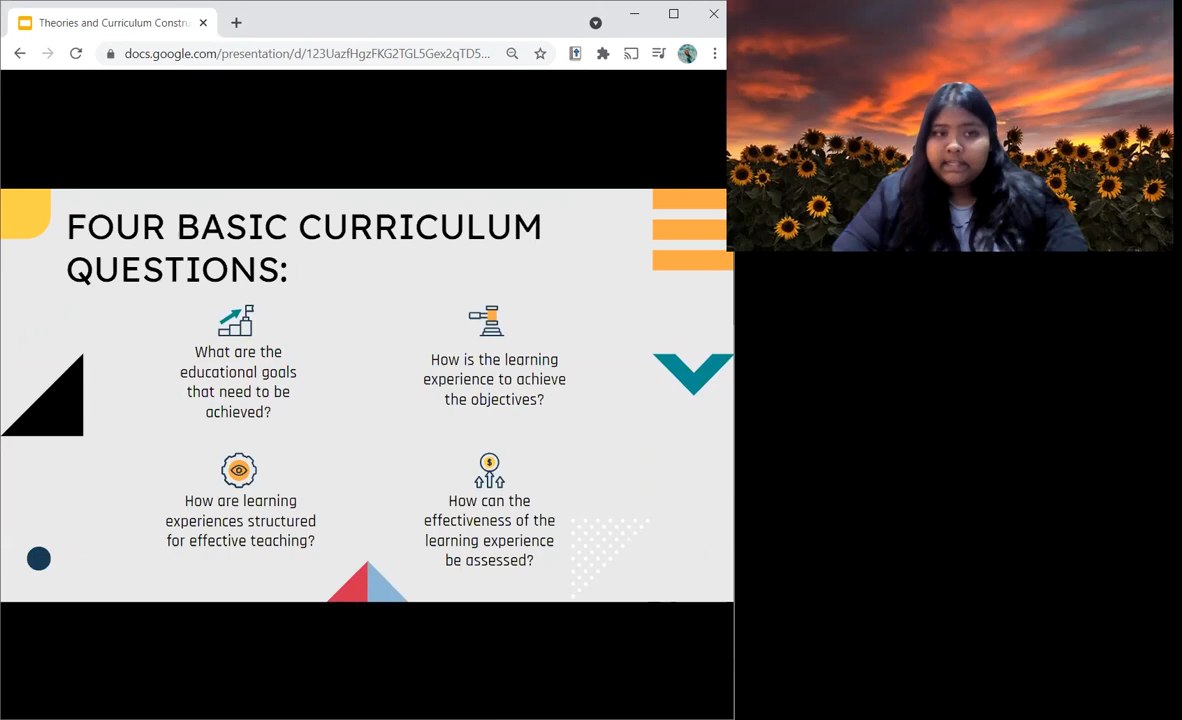 Theories and Curriculum Constru
docs.google.com/presentation/d/123UazfHgzFKG2TGL5Gex2qTD5...
FOUR BASIC CURRICULUM
QUESTIONS:
What are the
educational goals
that need to be
achieved?
How is the learning
experience to achieve
the objectives?
How are learning
experiences structured
for effective teaching?
$
How can the
effectiveness of the
learning experience
be assessed?